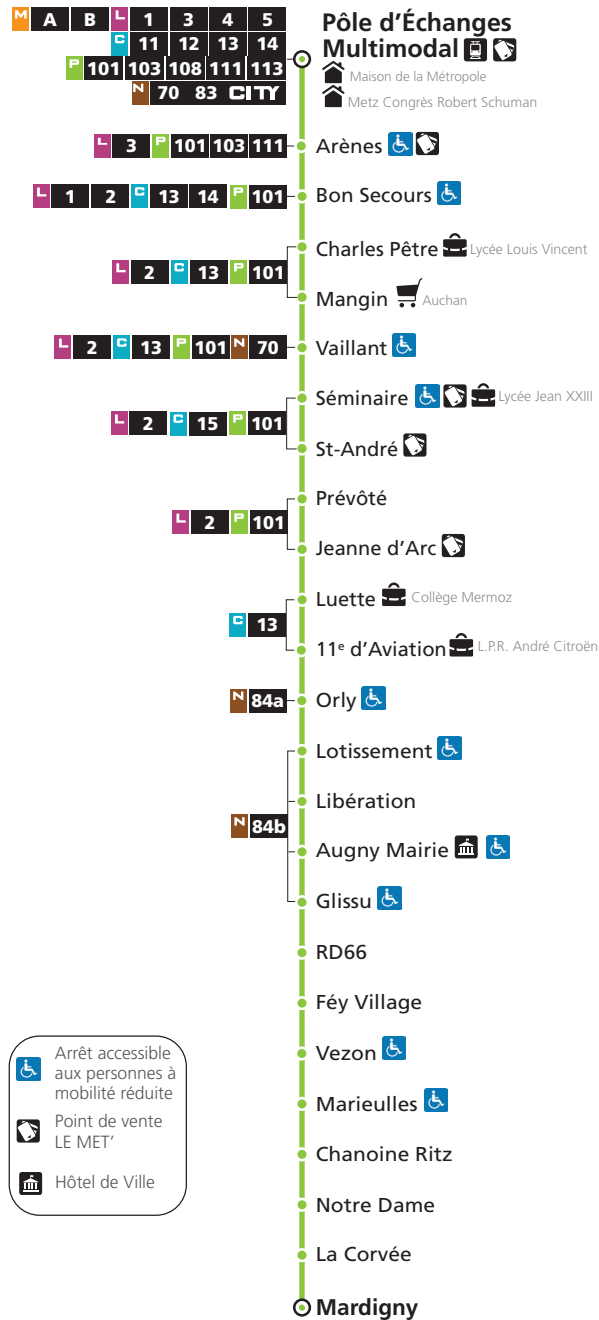 M A B L 1 3 4 5
C 11 12 13 14
P 101 103 108 111 113
N 70 83 CITY
Pôle d’Échanges
Multimodal
Maison de la Métropole
Metz Congrès Robert Schuman
L 3 P 101 103 111
Arènes
L 1 2 C 13 14 P 101
Bon Secours
L 2 C 13 P 101
Charles Pêtre Lycée Louis Vincent
Mangin Auchan
L 2 C 13 P 101 N 70
Vaillant
L 2 C 15 P 101
Séminaire Lycée Jean XXIII
St-André
L 2 P 101
Prévôté
Jeanne d’Arc
C 13
Luette Collège Mermoz
11e d’Aviation L.P.R. André Citroën
N 84a
Orly
N 84b
Lotissement
Libération
Augny Mairie
Glissu
RD66
Féy Village
Vezon
Marieulles
Chanoine Ritz
Notre Dame
La Corvée
Mardigny
Arrêt accessible
aux personnes à
mobilité réduite
Point de vente
LE MET’
Hôtel de Ville